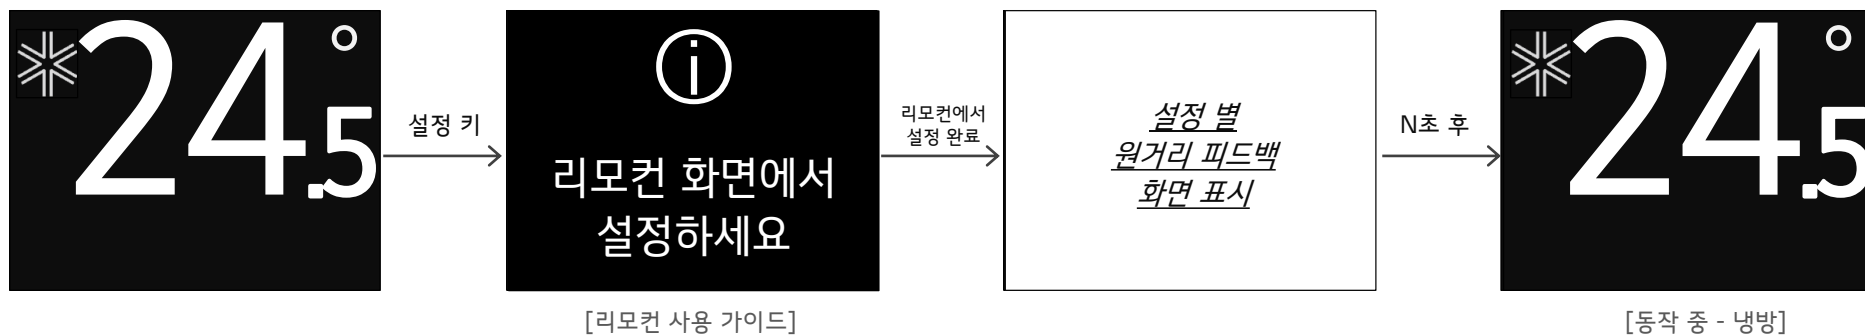 24.5°
설정 키
ⓘ
리모컨 화면에서
설정하세요
[리모컨 사용 가이드]
리모컨에서
설정 완료
설정 별
원거리 피드백
화면 표시
N초 후
24.5°
[동작 중 - 냉방]